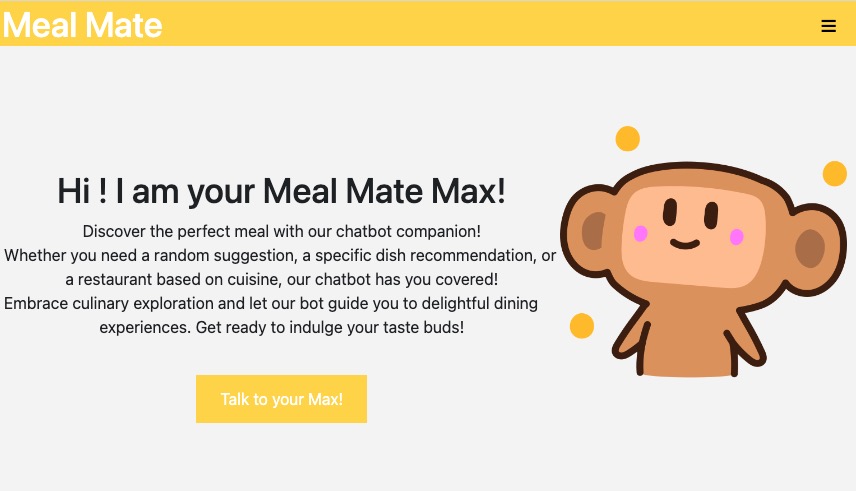 Meal Mate
Hi ! I am your Meal Mate Max!
Discover the perfect meal with our chatbot companion!
Whether you need a random suggestion, a specific dish recommendation, or
a restaurant based on cuisine, our chatbot has you covered!
Embrace culinary exploration and let our bot guide you to delightful dining
experiences. Get ready to indulge your taste buds!
Talk to your Max!